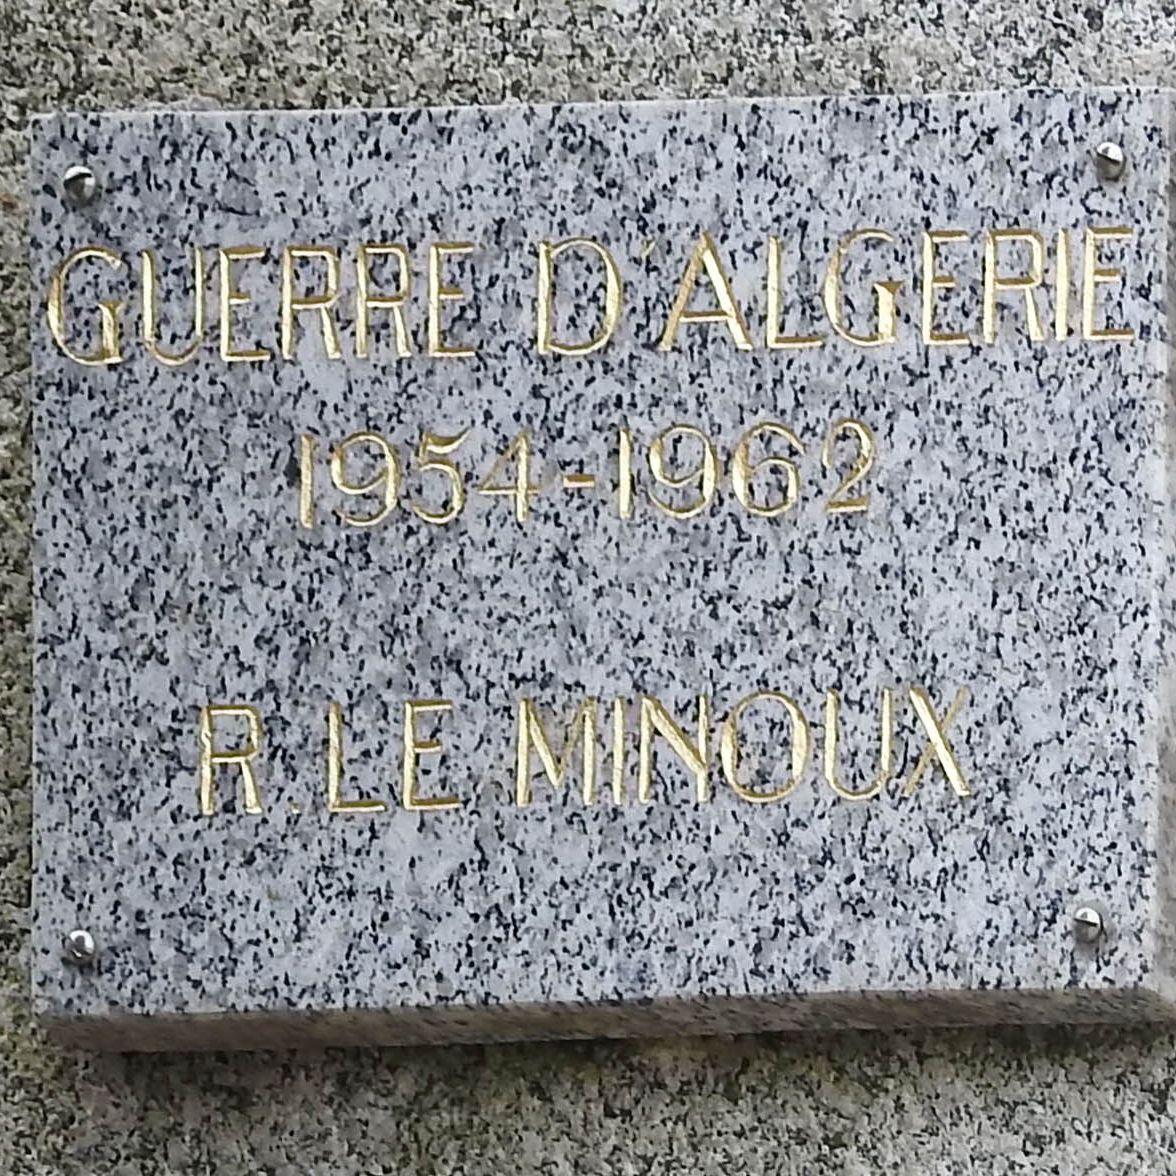 GUERRE D'ALGERIE
1954-1962
R. LE MINOUX